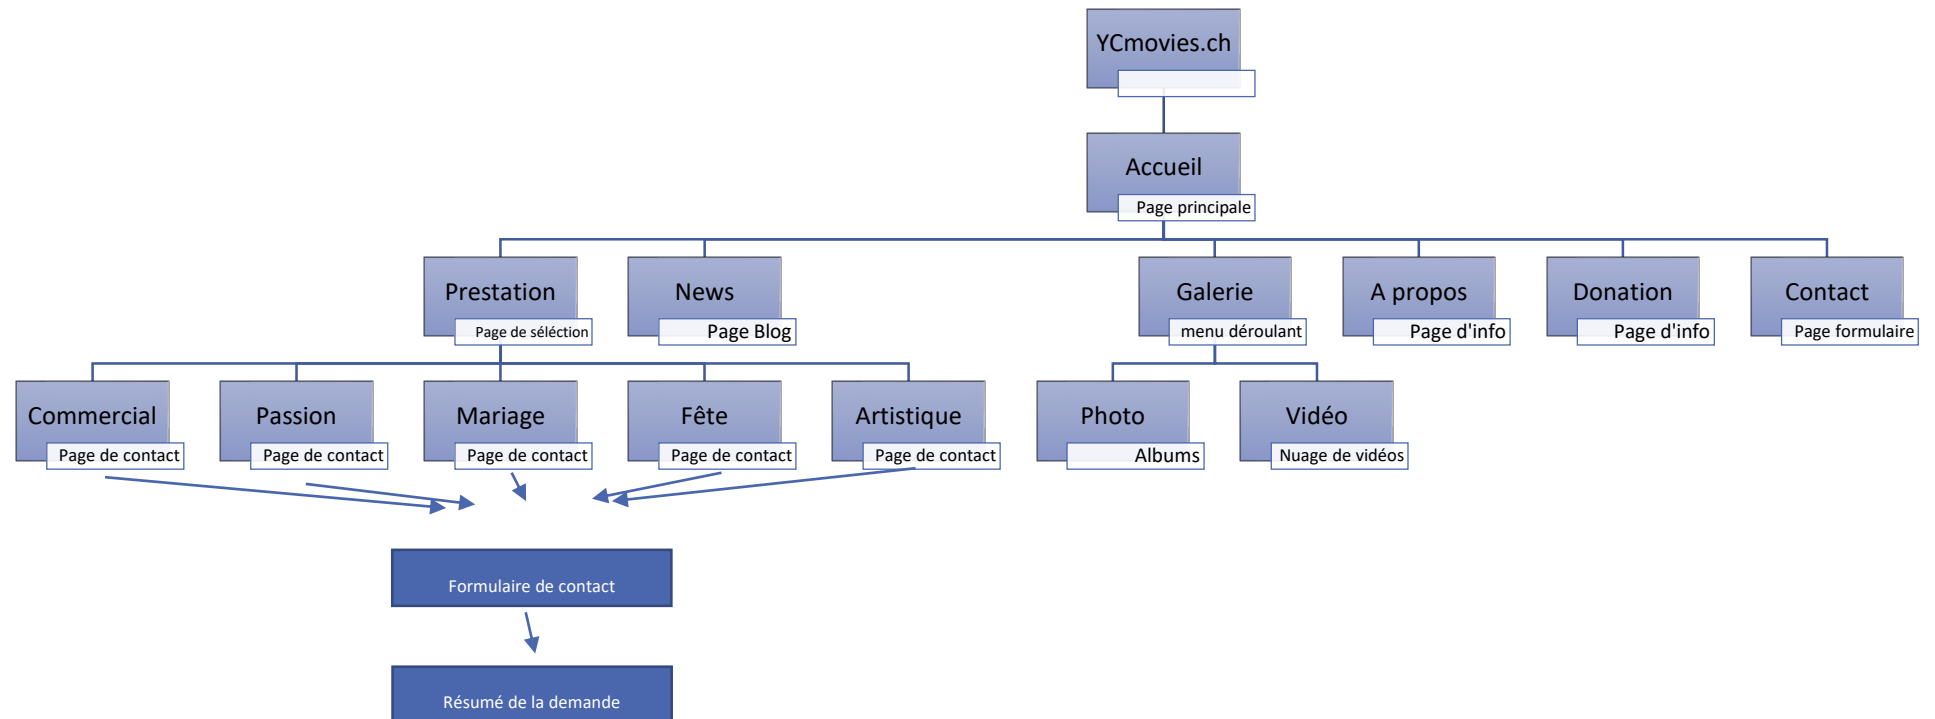 YCmovies.ch
Accueil
Page principale
Prestation
Page de séléction
News
Page Blog
Galerie
menu déroulant
A propos
Page d'info
Donation
Page d'info
Contact
Page formulaire
Commercial
Page de contact
Passion
Page de contact
Mariage
Page de contact
Fête
Page de contact
Artistique
Page de contact
Photo
Albums
Vidéo
Nuage de vidéos
Formulaire de contact
Résumé de la demande